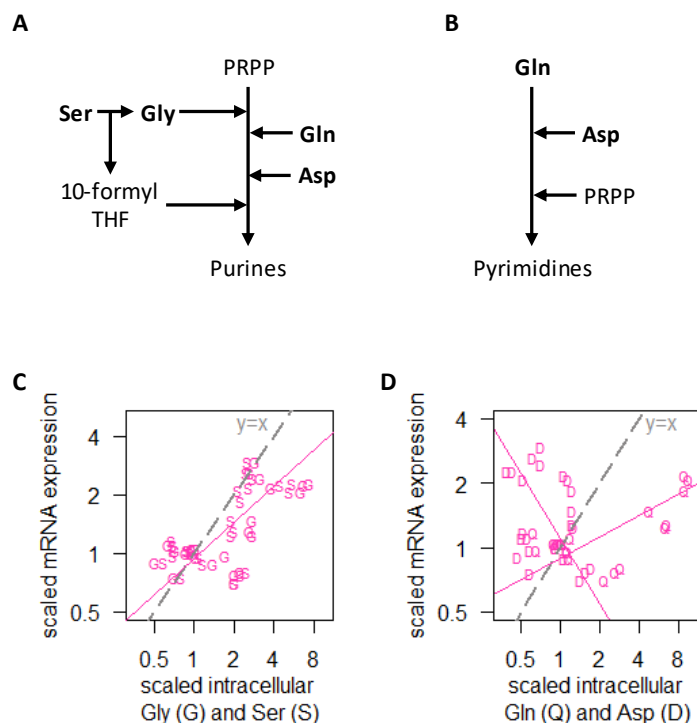 A
PRPP
Ser
Gly
Gln
Asp
10-formyl
THF
Purines
B
Gln
Asp
PRPP
Pyrimidines
C
scaled mRNA expression
4
2
1
0.5
y=x
0.5 1 2 4 8
scaled intracellular
Gly (G) and Ser (S)
D
scaled mRNA expression
4
2
1
0.5
y=x
0.5 1 2 4 8
scaled intracellular
Gln (Q) and Asp (D)